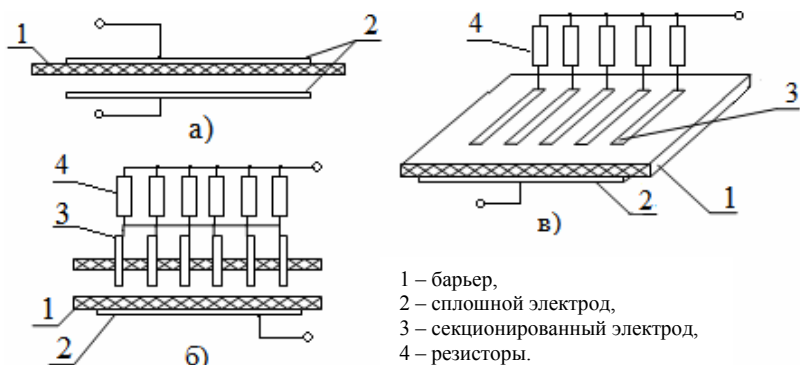 1
2
а)
4
3
1
2
б)
4
3
2
1
в)
1 – барьер,
2 – сплошной электрод,
3 – секционированный электрод,
4 – резисторы.